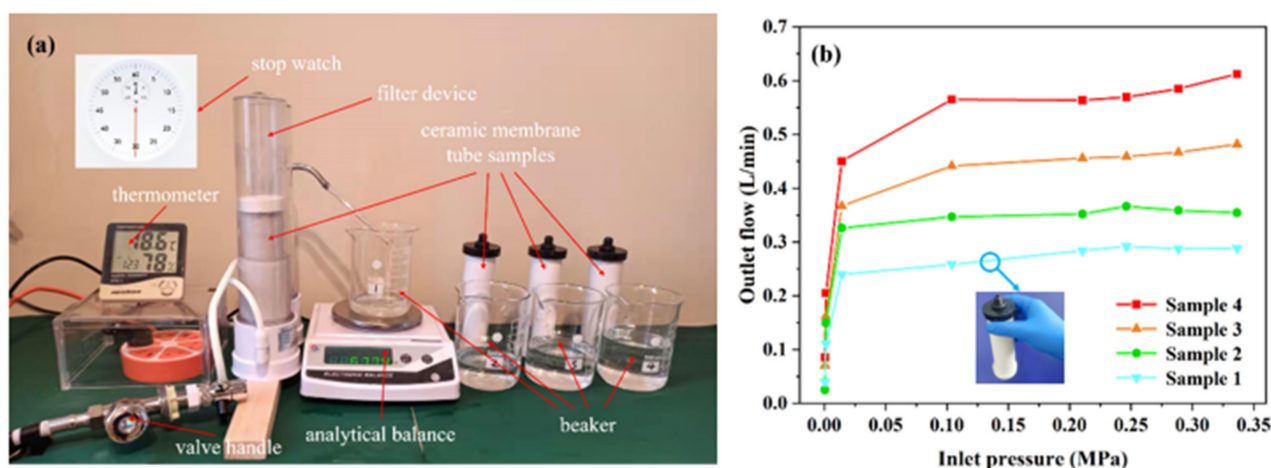 (a)
stop watch
filter device
ceramic membrane
tube samples
thermometer
valve handle
analytical balance
beaker
ELECTRONIC BALANCE
(b)
Outlet flow (L/min)
0.7
0.6
0.5
0.4
0.3
0.2
0.1
0.0
0.00 0.05 0.10 0.15 0.20 0.25 0.30 0.35
Inlet pressure (MPa)
Sample 4
Sample 3
Sample 2
Sample 1